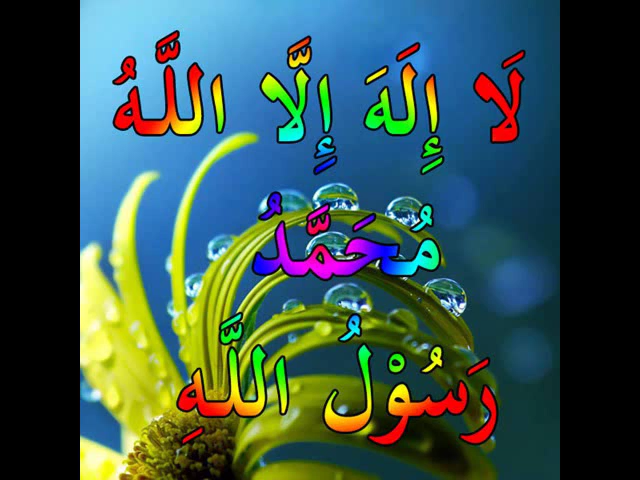 لَا إِلَهَ إِلَّا اللَّهُ
مُحَمَّدُ
رَسُوْلُ اللَّهِ